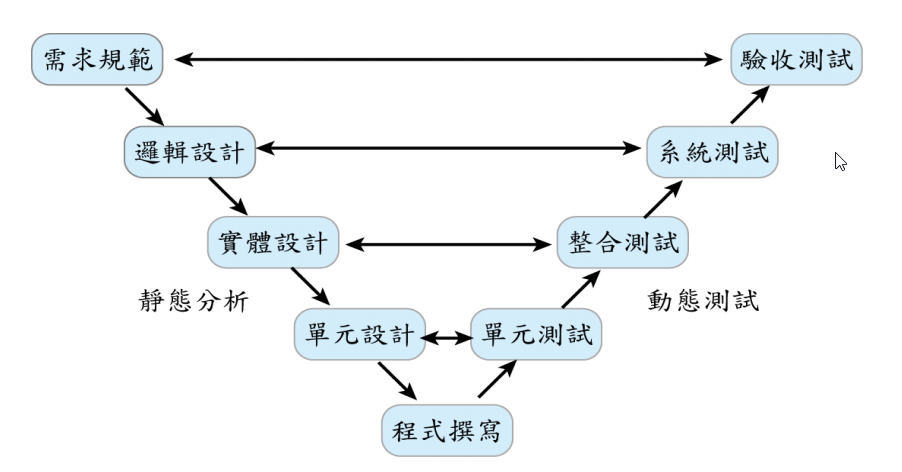 需求規範
驗收測試
邏輯設計
系統測試
實體設計
整合測試
靜態分析
動態測試
單元設計
單元測試
程式撰寫